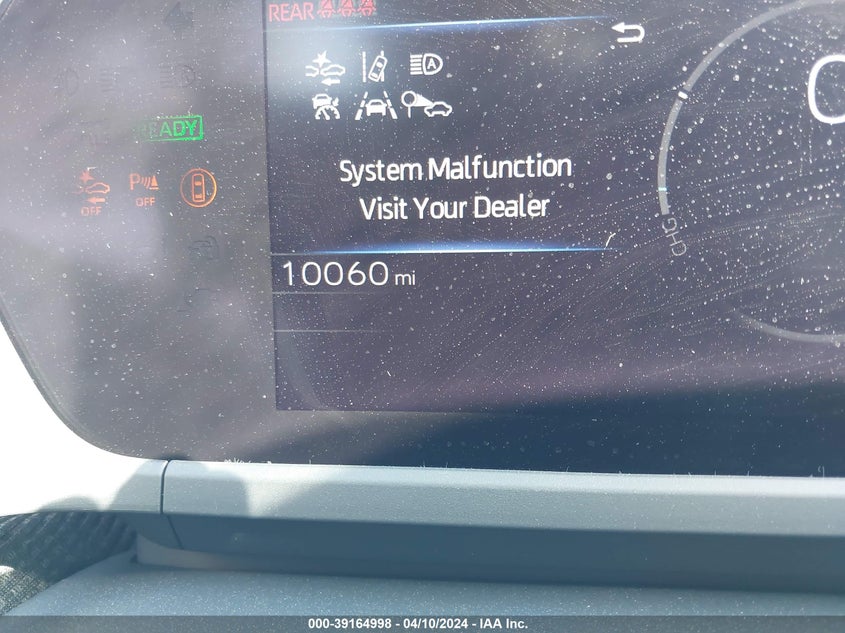 REAR
A
READY
OFF
P
OFF
System Malfunction
Visit Your Dealer
10060 mi
CHG
000-39164998 - 04/10/2024 - IAA Inc.